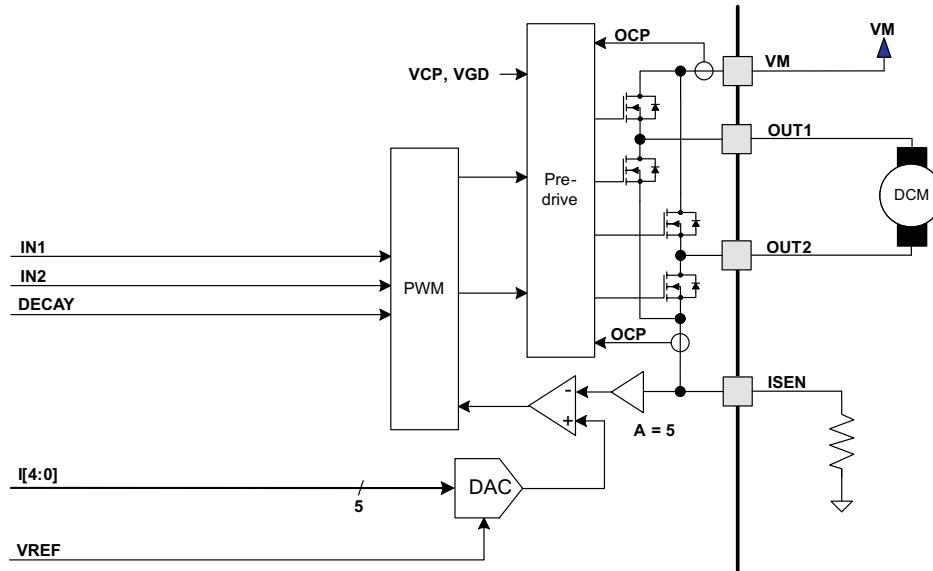 OCP
VM
VM
VCP, VGD
OUT1
Pre-
drive
DCM
IN1
OUT2
IN2
PWM
DECAY
OCP
ISEN
-
+
A = 5
I[4:0]
5
DAC
VREF